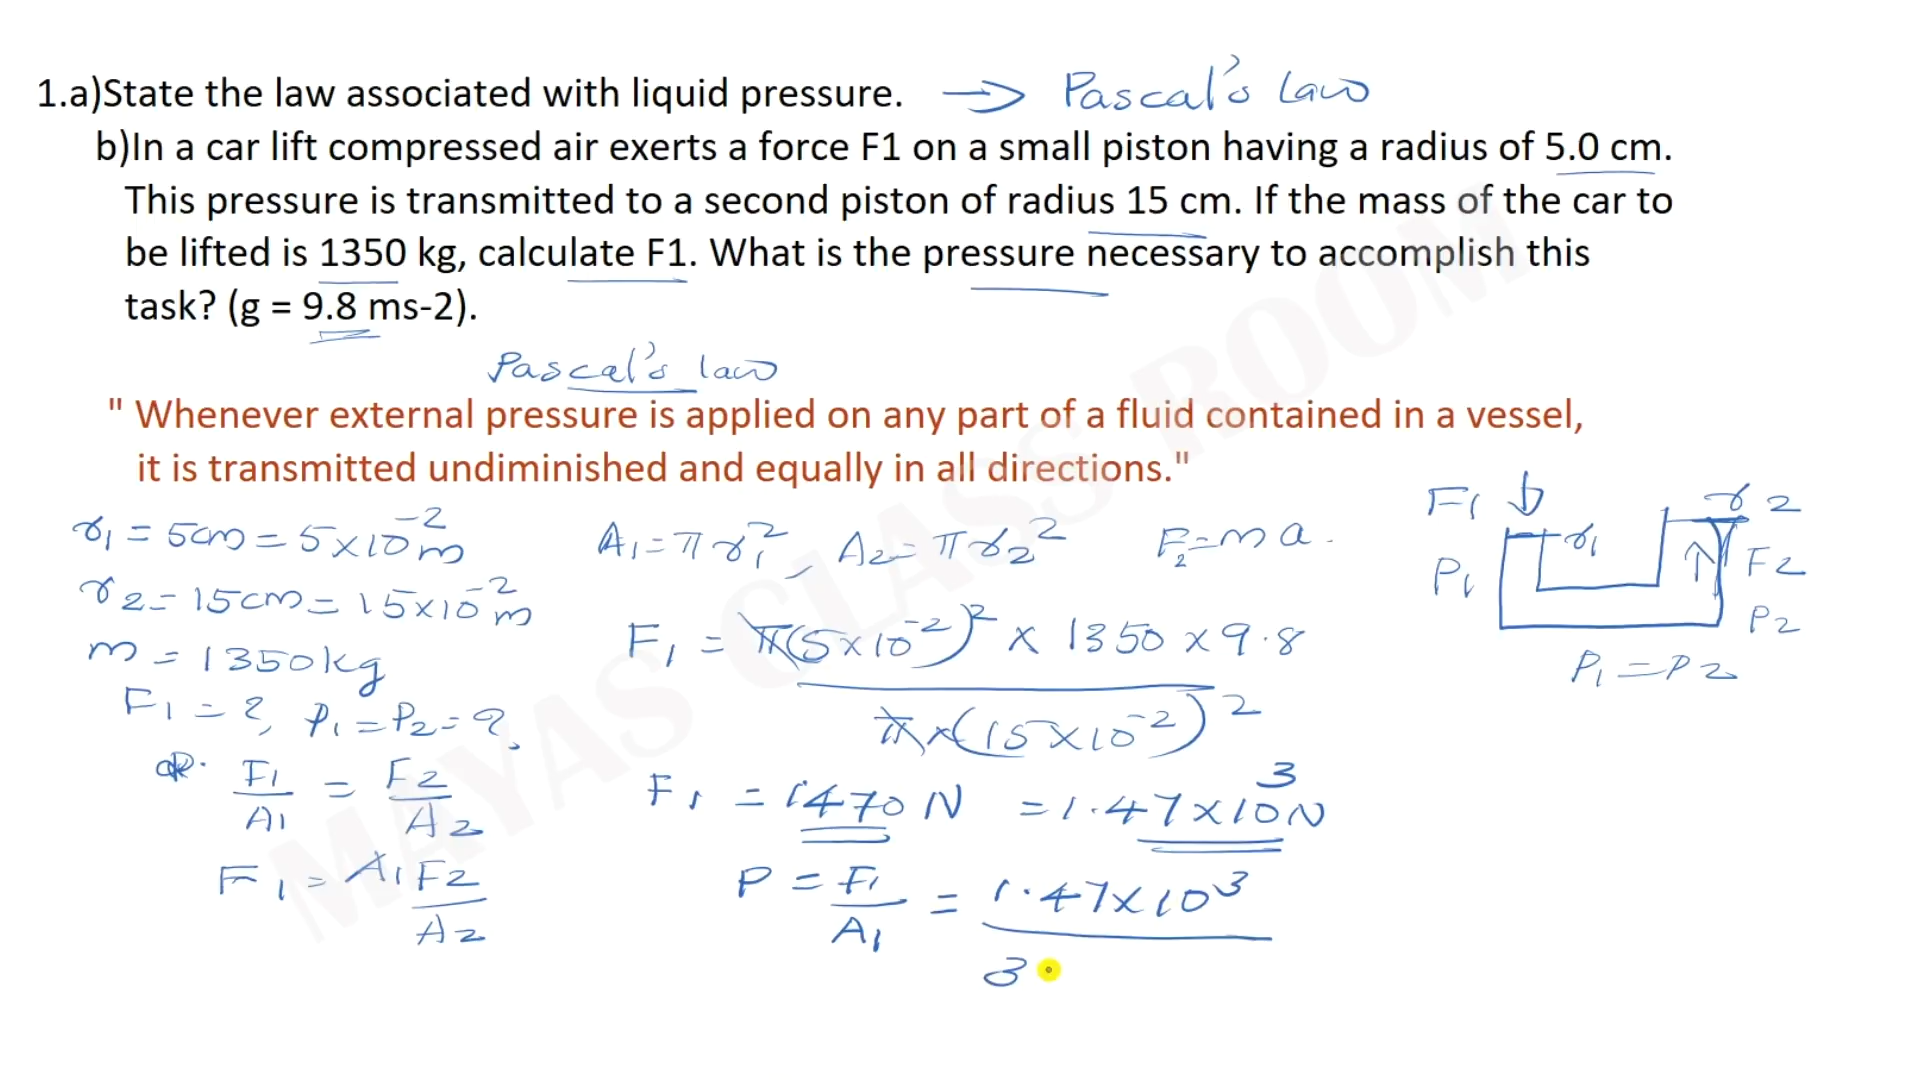 1.a)State the law associated with liquid pressure. → Pascal's Law
b)In a car lift compressed air exerts a force F1 on a small piston having a radius of 5.0 cm.
This pressure is transmitted to a second piston of radius 15 cm. If the mass of the car to
be lifted is 1350 kg, calculate F1. What is the pressure necessary to accomplish this
task? (g = 9.8 ms-2).
Pascal's law
" Whenever external pressure is applied on any part of a fluid contained in a vessel,
it is transmitted undiminished and equally in all directions."
r₁ = 5cm = 5×10⁻²m
r2 = 15cm = 15×10⁻²m
m = 1350kg
F1 = ?, P₁ = P2 = ?
F1/A1 = F2/A2
F1 = A1F2/A2
A₁ = πr₁², A2 = πr2²
F₂ = ma.
F₁ = π(5×10⁻²)² × 1350 × 9.8 / π×(15×10⁻²)²
F₁ = 1470 N = 1.47×10³N
P = F₁/A₁ = 1.47×10³/3
F1 ↓
r₁
P₁
r2
↑ F2
P2
P₁ = P2
MAYAS CLASS ROOM